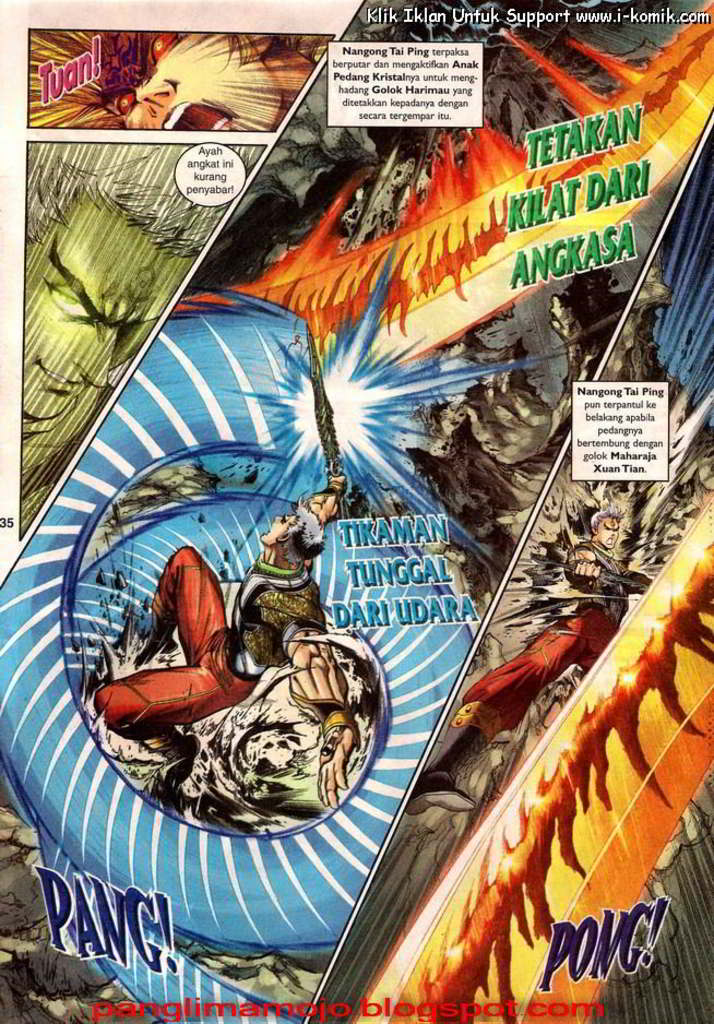 Klik Iklan Untuk Support www.i-komik.com
Tuan!
Nangong Tai Ping terpaksa
berputar dan mengaktifkan Anak
Pedang Kristalnya untuk meng-
hadang Golok Harimau yang
ditetakkan kepadanya dengan
secara tergempar itu.
Ayah
angkat ini
kurang
penyabar!
TETAKAN
KILAT DARI
ANGKASA
Nangong Tai Ping
pun terpantul ke
belakang apabila
pedangnya
bertembung dengan
golok Maharaja
Xuan Tian.
35
TIKAMAN
TUNGGAL
DARI UDARA
PANG!
PONG!
panglimamojo.blogspot.com